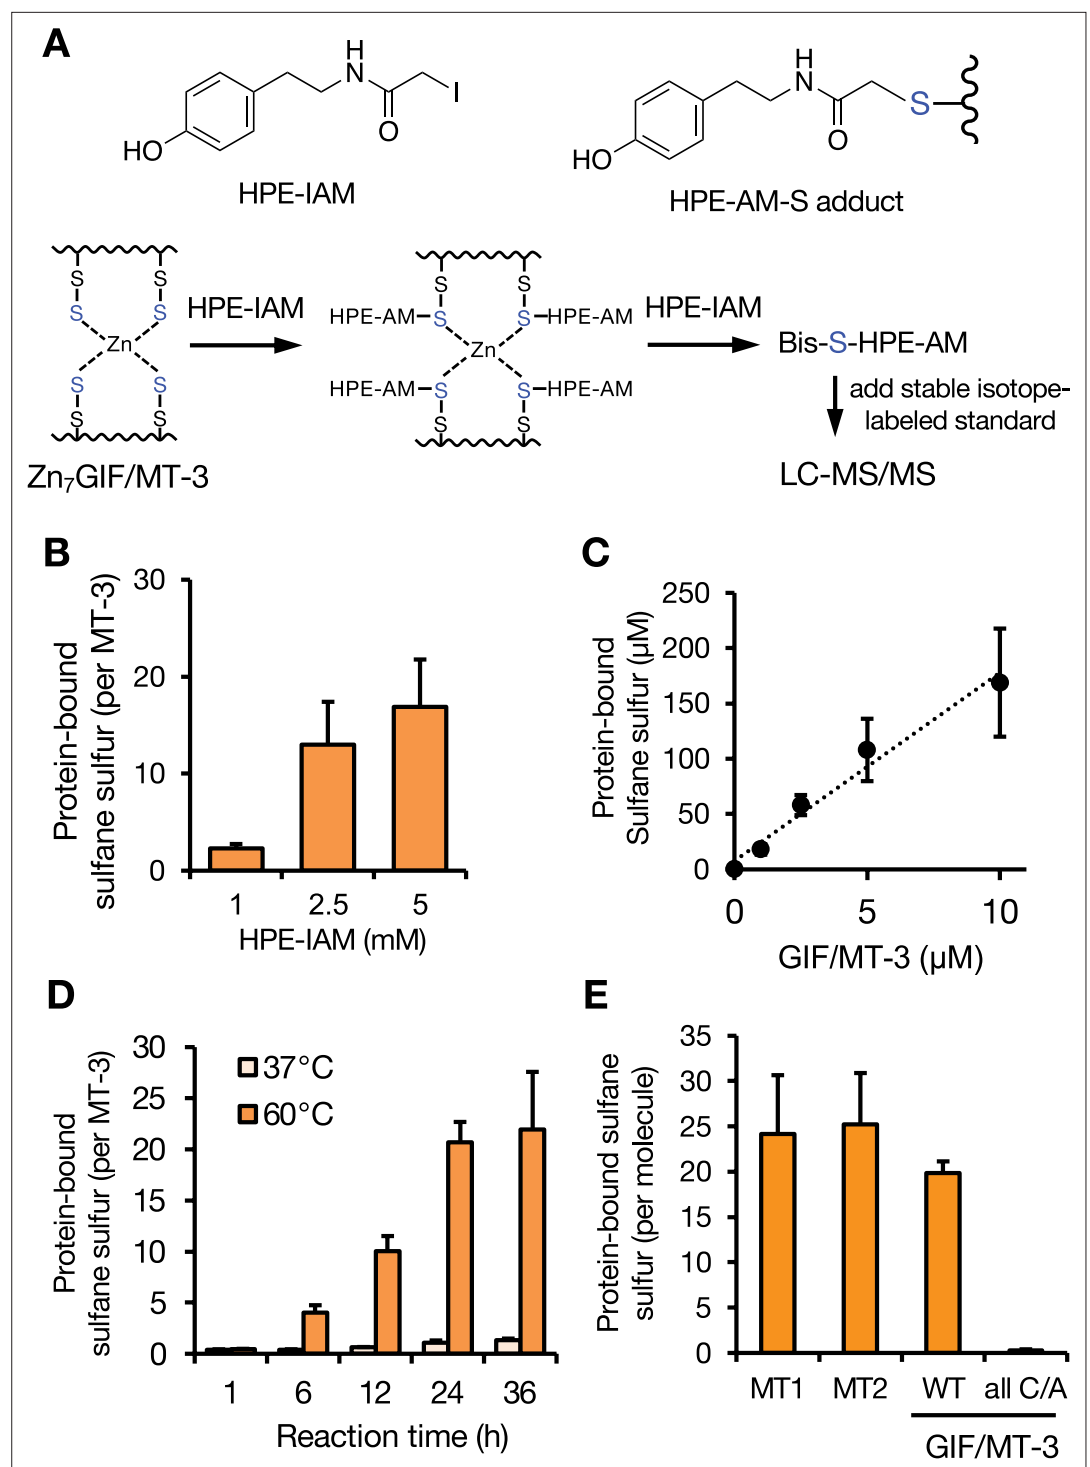 A
H
N
I
O
HO
HPE-IAM
H
N
S
O
HO
HPE-AM-S adduct
S S
S S
Zn
S S
S S
Zn₇GIF/MT-3
HPE-IAM
S S
HPE-AM-S S-HPE-AM
Zn
HPE-AM-S S-HPE-AM
S S
HPE-IAM
Bis-S-HPE-AM
add stable isotope-
labeled standard
LC-MS/MS
B
Protein-bound
sulfane sulfur (per MT-3)
30
20
10
0
1 2.5 5
HPE-IAM (mM)
C
Protein-bound
Sulfane sulfur (µM)
250
200
150
100
50
0
0 5 10
GIF/MT-3 (µM)
D
Protein-bound
sulfane sulfur (per MT-3)
30
25
20
15
10
5
0
37°C
60°C
1 6 12 24 36
Reaction time (h)
E
Protein-bound sulfane
sulfur (per molecule)
35
30
25
20
15
10
5
0
MT1 MT2 WT all C/A
GIF/MT-3